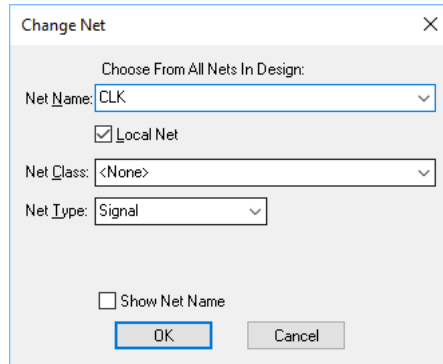 Change Net
Choose From All Nets In Design:
Net Name: CLK
Local Net
Net Class: <None>
Net Type: Signal
Show Net Name
OK Cancel